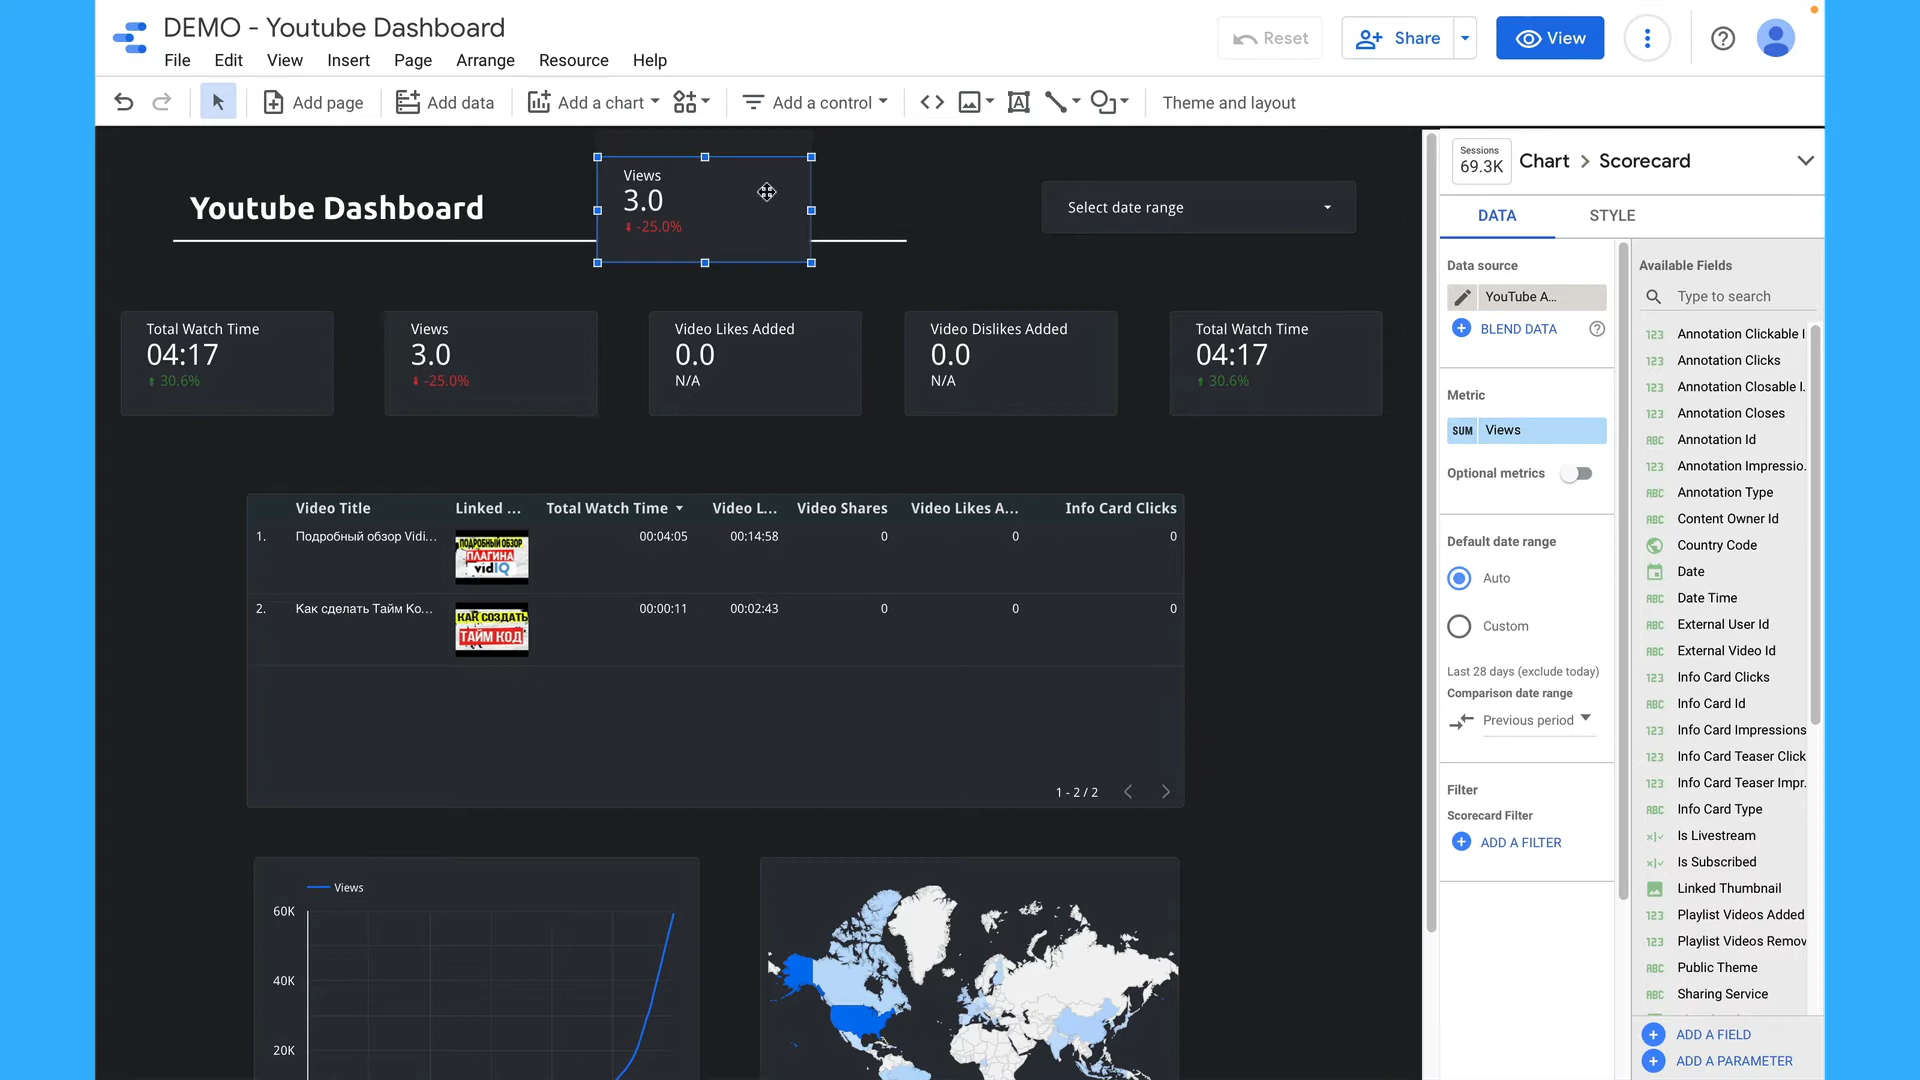 DEMO - Youtube Dashboard
File Edit View Insert Page Arrange Resource Help
Reset
Share
View
Add page
Add data
Add a chart
Add a control
Theme and layout
Youtube Dashboard
Views
3.0
-25.0%
Select date range
Total Watch Time
04:17
30.6%
Views
3.0
-25.0%
Video Likes Added
0.0
N/A
Video Dislikes Added
0.0
N/A
Total Watch Time
04:17
30.6%
Video Title Linked ... Total Watch Time Video L... Video Shares Video Likes A... Info Card Clicks
1. Подробный обзор Vidi... 00:04:05 00:14:58 0 0 0
ПОДРОБНЫЙ ОБЗОР
ПЛАГИНА
vidIQ
2. Как сделать Тайм Ко... 00:00:11 00:02:43 0 0 0
КАК СОЗДАТЬ
ТАЙМ КОД
1 - 2 / 2
Views
60K
40K
20K
Sessions
69.3K
Chart > Scorecard
DATA
STYLE
Data source
YouTube A...
BLEND DATA
Metric
SUM Views
Optional metrics
Default date range
Auto
Custom
Last 28 days (exclude today)
Comparison date range
Previous period
Filter
Scorecard Filter
ADD A FILTER
Available Fields
Type to search
123 Annotation Clickable I
123 Annotation Clicks
123 Annotation Closable I.
123 Annotation Closes
ABC Annotation Id
123 Annotation Impressio.
ABC Annotation Type
ABC Content Owner Id
Country Code
Date
ABC Date Time
ABC External User Id
ABC External Video Id
123 Info Card Clicks
ABC Info Card Id
123 Info Card Impressions
123 Info Card Teaser Click
123 Info Card Teaser Impr.
ABC Info Card Type
Is Livestream
Is Subscribed
Linked Thumbnail
123 Playlist Videos Added
123 Playlist Videos Remov
ABC Public Theme
ABC Sharing Service
ADD A FIELD
ADD A PARAMETER